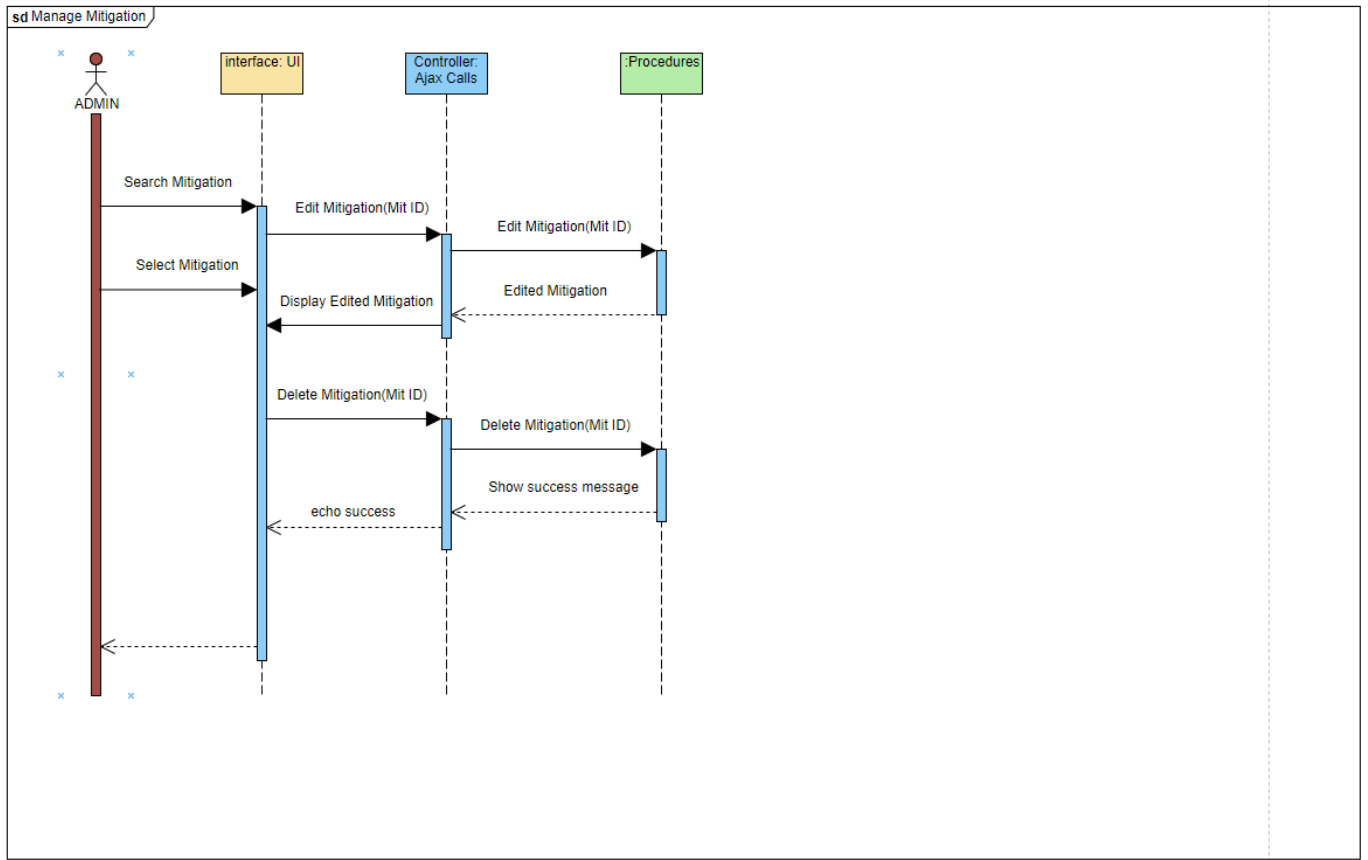 sd Manage Mitigation
interface: UI
Controller:
Ajax Calls
:Procedures
ADMIN
Search Mitigation
Edit Mitigation(Mit ID)
Edit Mitigation(Mit ID)
Select Mitigation
Edited Mitigation
Display Edited Mitigation
Delete Mitigation(Mit ID)
Delete Mitigation(Mit ID)
Show success message
echo success